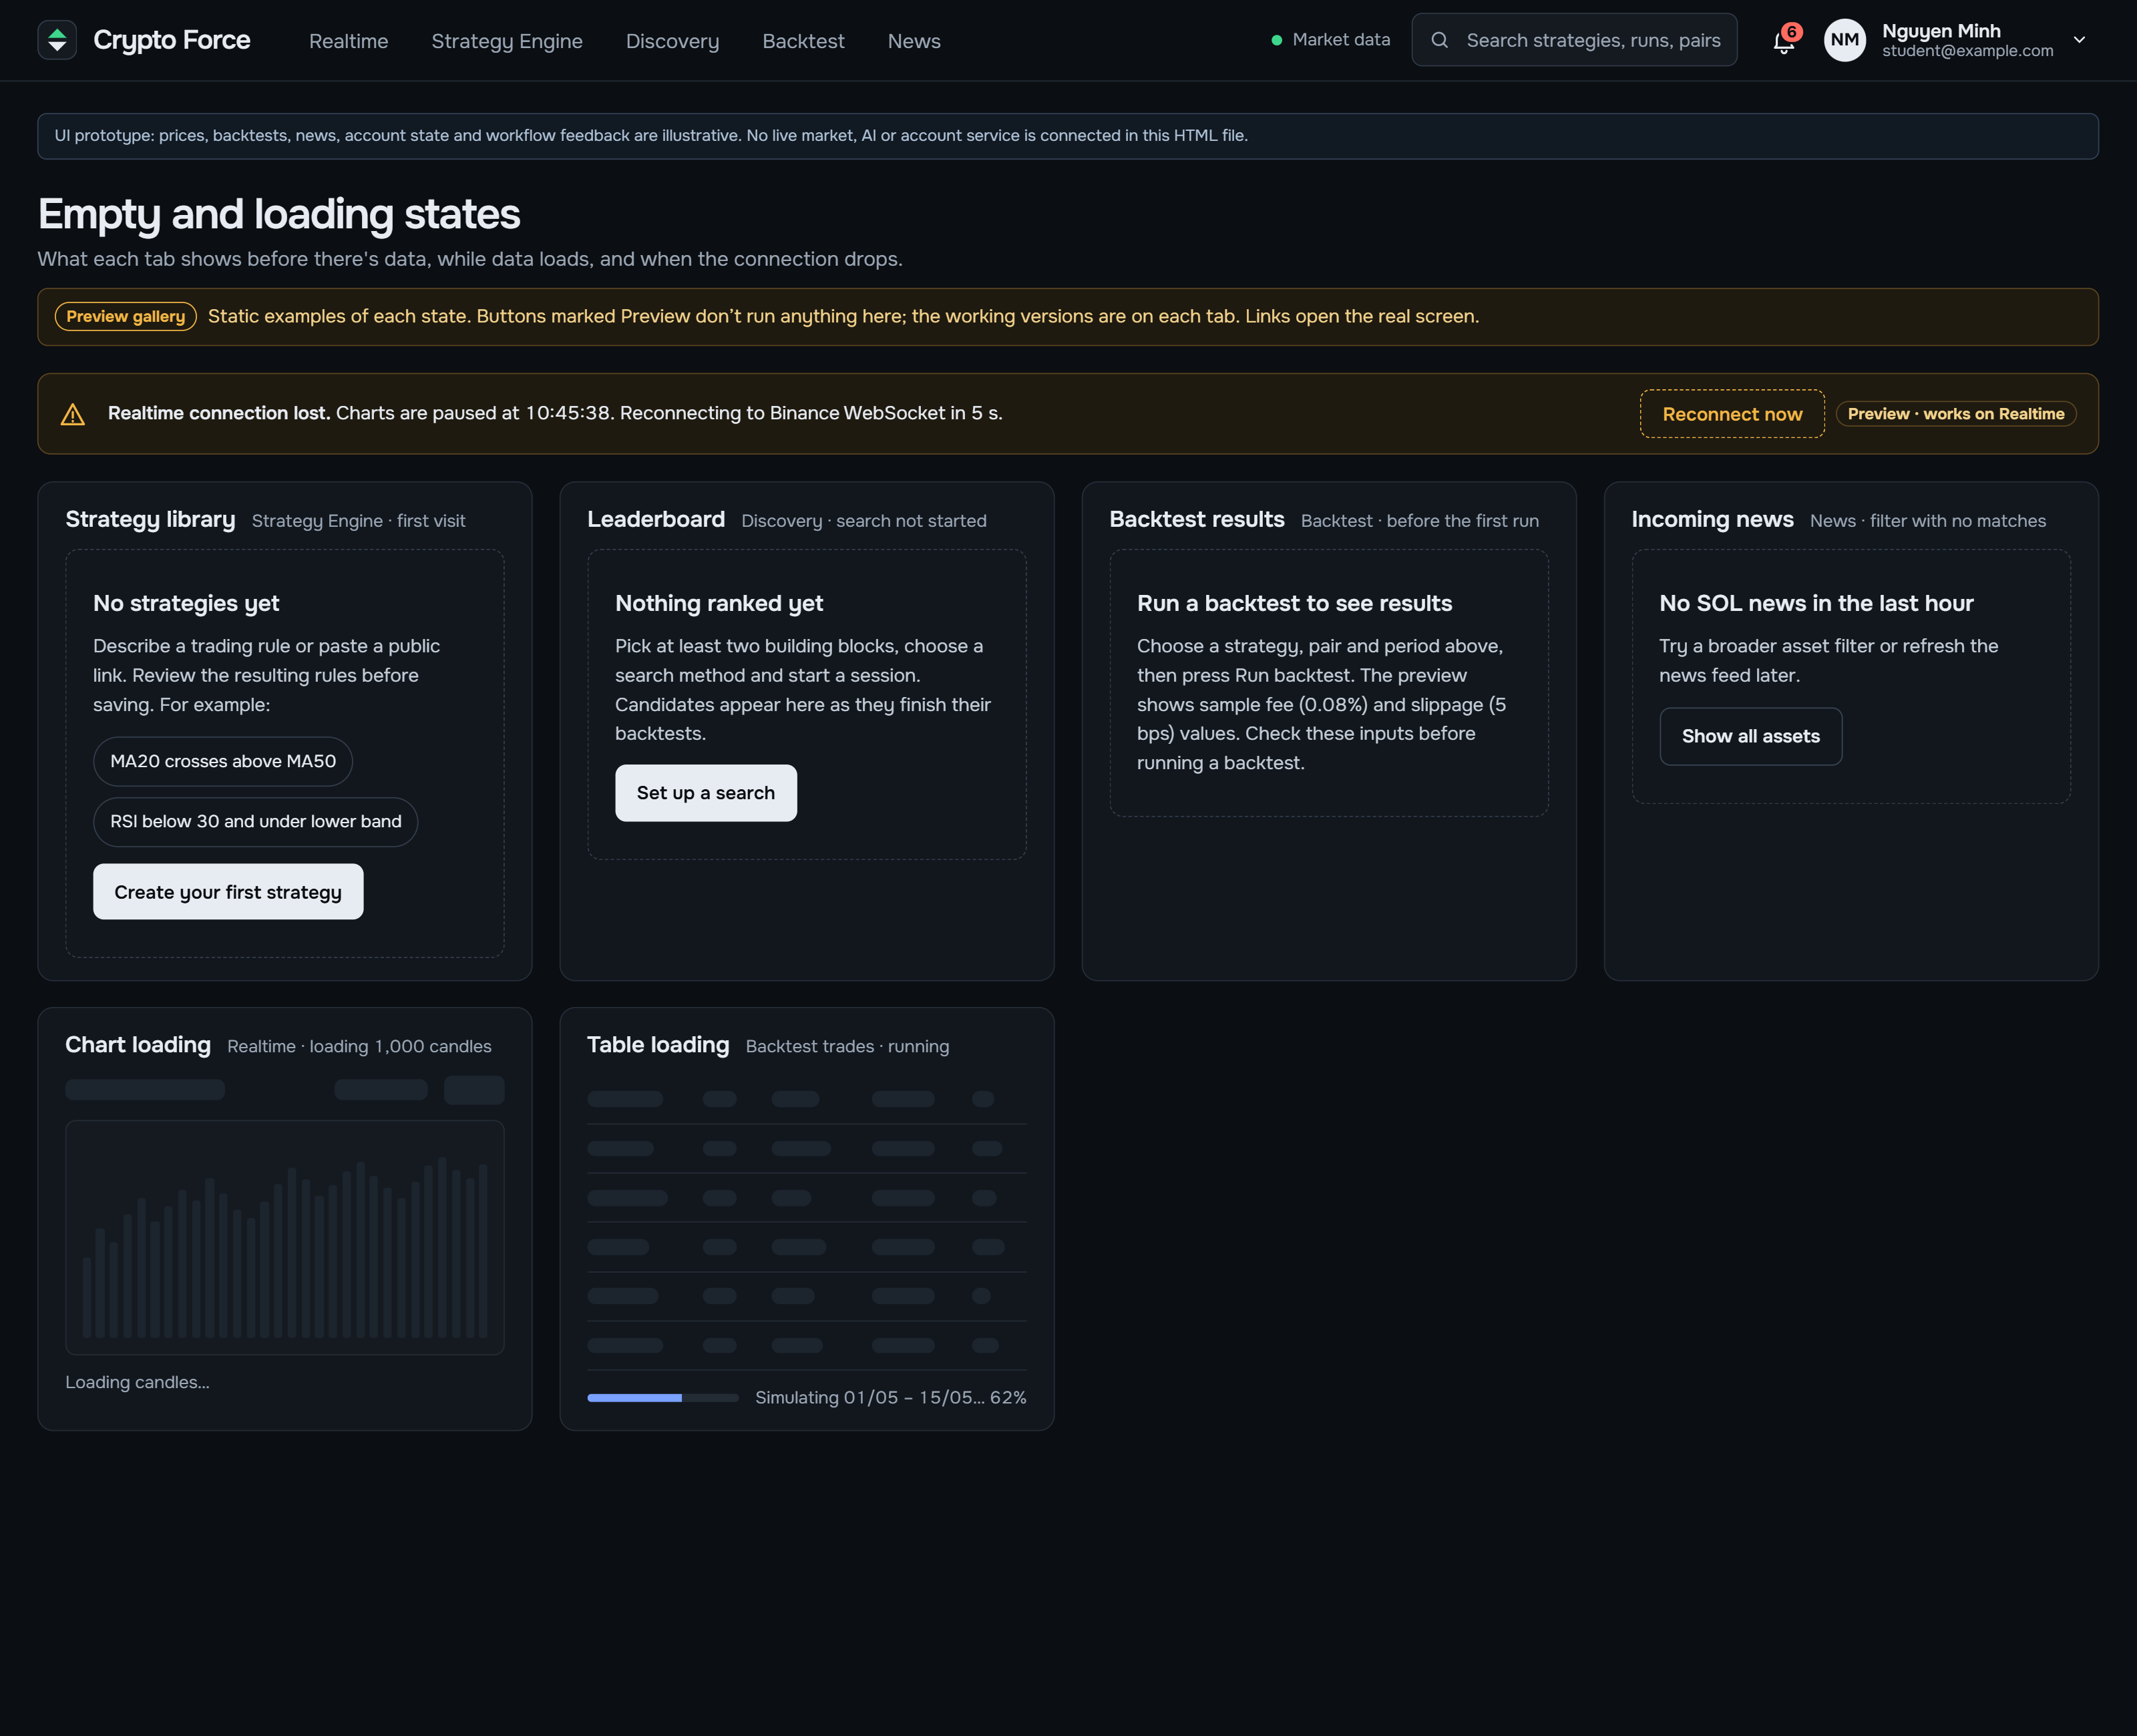 Crypto Force
Realtime
Strategy Engine
Discovery
Backtest
News
Market data
Search strategies, runs, pairs
6
NM
Nguyen Minh
student@example.com
UI prototype: prices, backtests, news, account state and workflow feedback are illustrative. No live market, AI or account service is connected in this HTML file.
Empty and loading states
What each tab shows before there's data, while data loads, and when the connection drops.
Preview gallery
Static examples of each state. Buttons marked Preview don’t run anything here; the working versions are on each tab. Links open the real screen.
Realtime connection lost. Charts are paused at 10:45:38. Reconnecting to Binance WebSocket in 5 s.
Reconnect now
Preview · works on Realtime
Strategy library
Strategy Engine · first visit
No strategies yet
Describe a trading rule or paste a public
link. Review the resulting rules before
saving. For example:
MA20 crosses above MA50
RSI below 30 and under lower band
Create your first strategy
Leaderboard
Discovery · search not started
Nothing ranked yet
Pick at least two building blocks, choose a
search method and start a session.
Candidates appear here as they finish their
backtests.
Set up a search
Backtest results
Backtest · before the first run
Run a backtest to see results
Choose a strategy, pair and period above,
then press Run backtest. The preview
shows sample fee (0.08%) and slippage (5
bps) values. Check these inputs before
running a backtest.
Incoming news
News · filter with no matches
No SOL news in the last hour
Try a broader asset filter or refresh the
news feed later.
Show all assets
Chart loading
Realtime · loading 1,000 candles
Loading candles...
Table loading
Backtest trades · running
Simulating 01/05 – 15/05... 62%